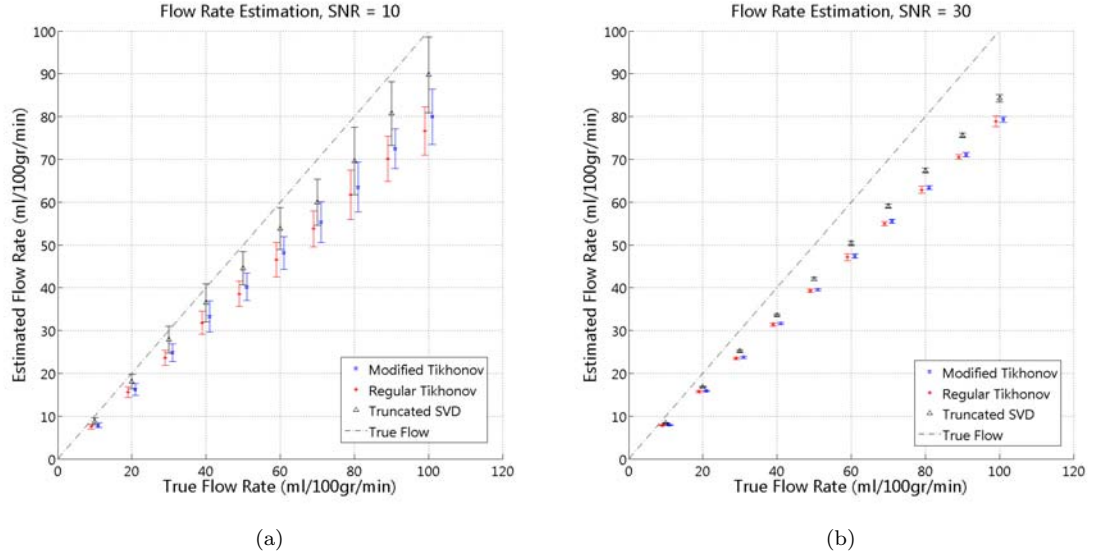 Flow Rate Estimation, SNR = 10
100
90
80
70
60
50
40
30
20
10
0
0 20 40 60 80 100 120
Estimated Flow Rate (ml/100gr/min)
True Flow Rate (ml/100gr/min)
Modified Tikhonov
Regular Tikhonov
Truncated SVD
True Flow
(a)
Flow Rate Estimation, SNR = 30
100
90
80
70
60
50
40
30
20
10
0
0 20 40 60 80 100 120
Estimated Flow Rate (ml/100gr/min)
True Flow Rate (ml/100gr/min)
Modified Tikhonov
Regular Tikhonov
Truncated SVD
True Flow
(b)